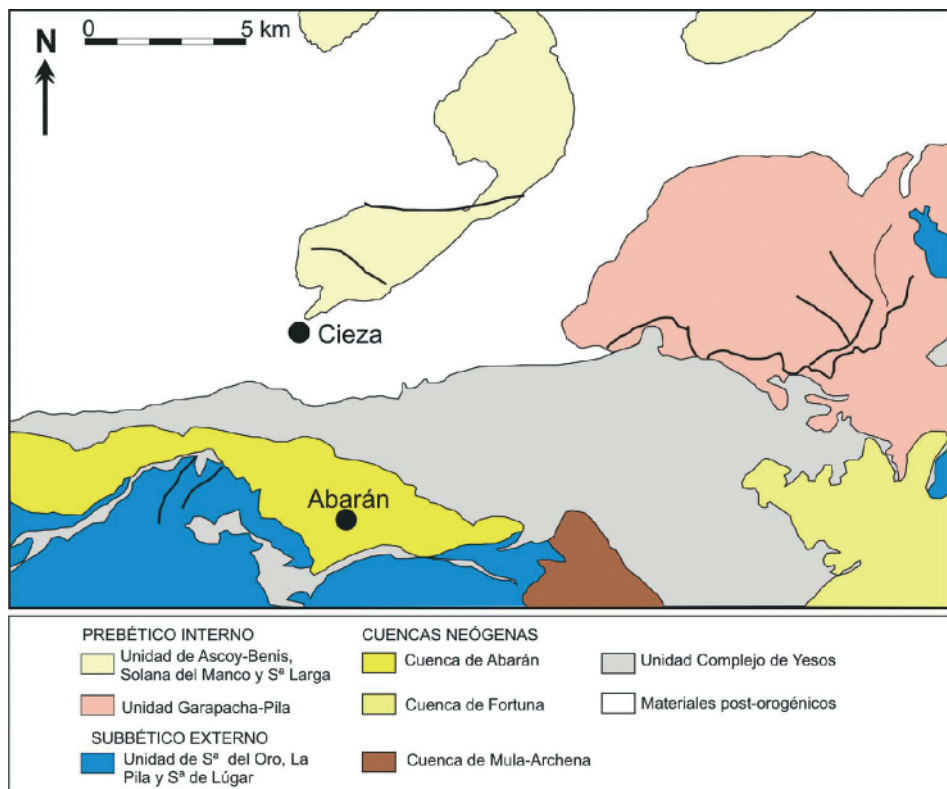 0 5 km
N
Cieza
Abarán
PREBÉTICO INTERNO
Unidad de Ascoy-Benis,
Solana del Manco y Sª Larga
Unidad Garapacha-Pila
SUBBÉTICO EXTERNO
Unidad de Sª del Oro, La
Pila y Sª de Lúgar
CUENCAS NEÓGENAS
Cuenca de Abarán
Cuenca de Fortuna
Cuenca de Mula-Archena
Unidad Complejo de Yesos
Materiales post-orogénicos